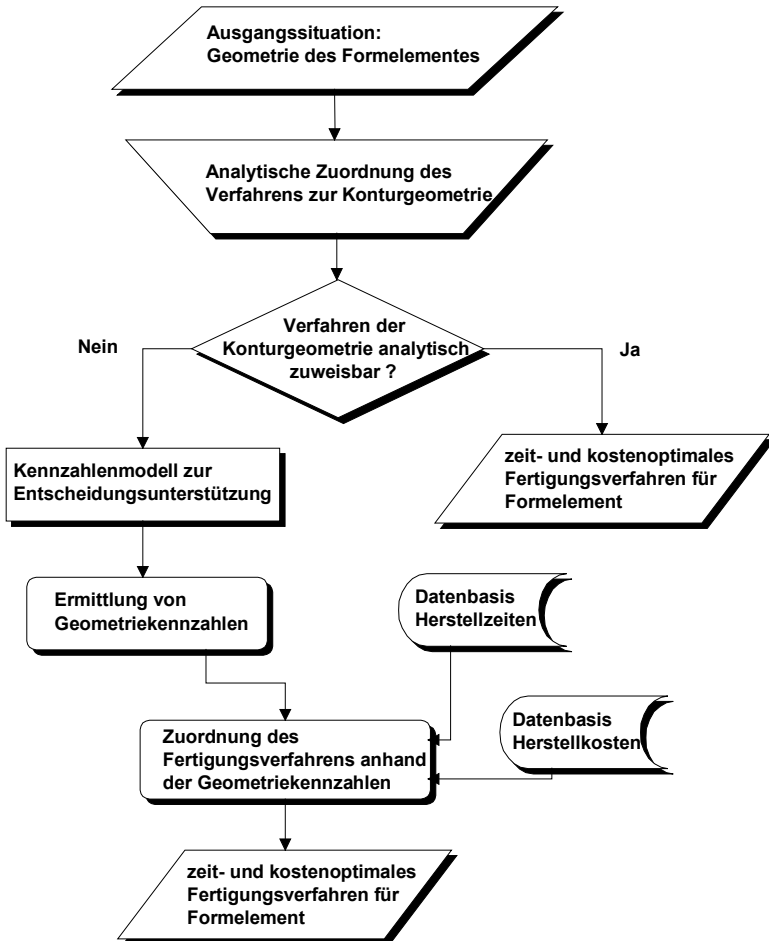 Ausgangssituation:
Geometrie des Formelementes
Analytische Zuordnung des
Verfahrens zur Konturgeometrie
Verfahren der
Konturgeometrie analytisch
zuweisbar ?
Nein
Ja
Kennzahlenmodell zur
Entscheidungsunterstützung
zeit- und kostenoptimales
Fertigungsverfahren für
Formelement
Ermittlung von
Geometriekennzahlen
Datenbasis
Herstellzeiten
Zuordnung des
Fertigungsverfahrens anhand
der Geometriekennzahlen
Datenbasis
Herstellkosten
zeit- und kostenoptimales
Fertigungsverfahren für
Formelement